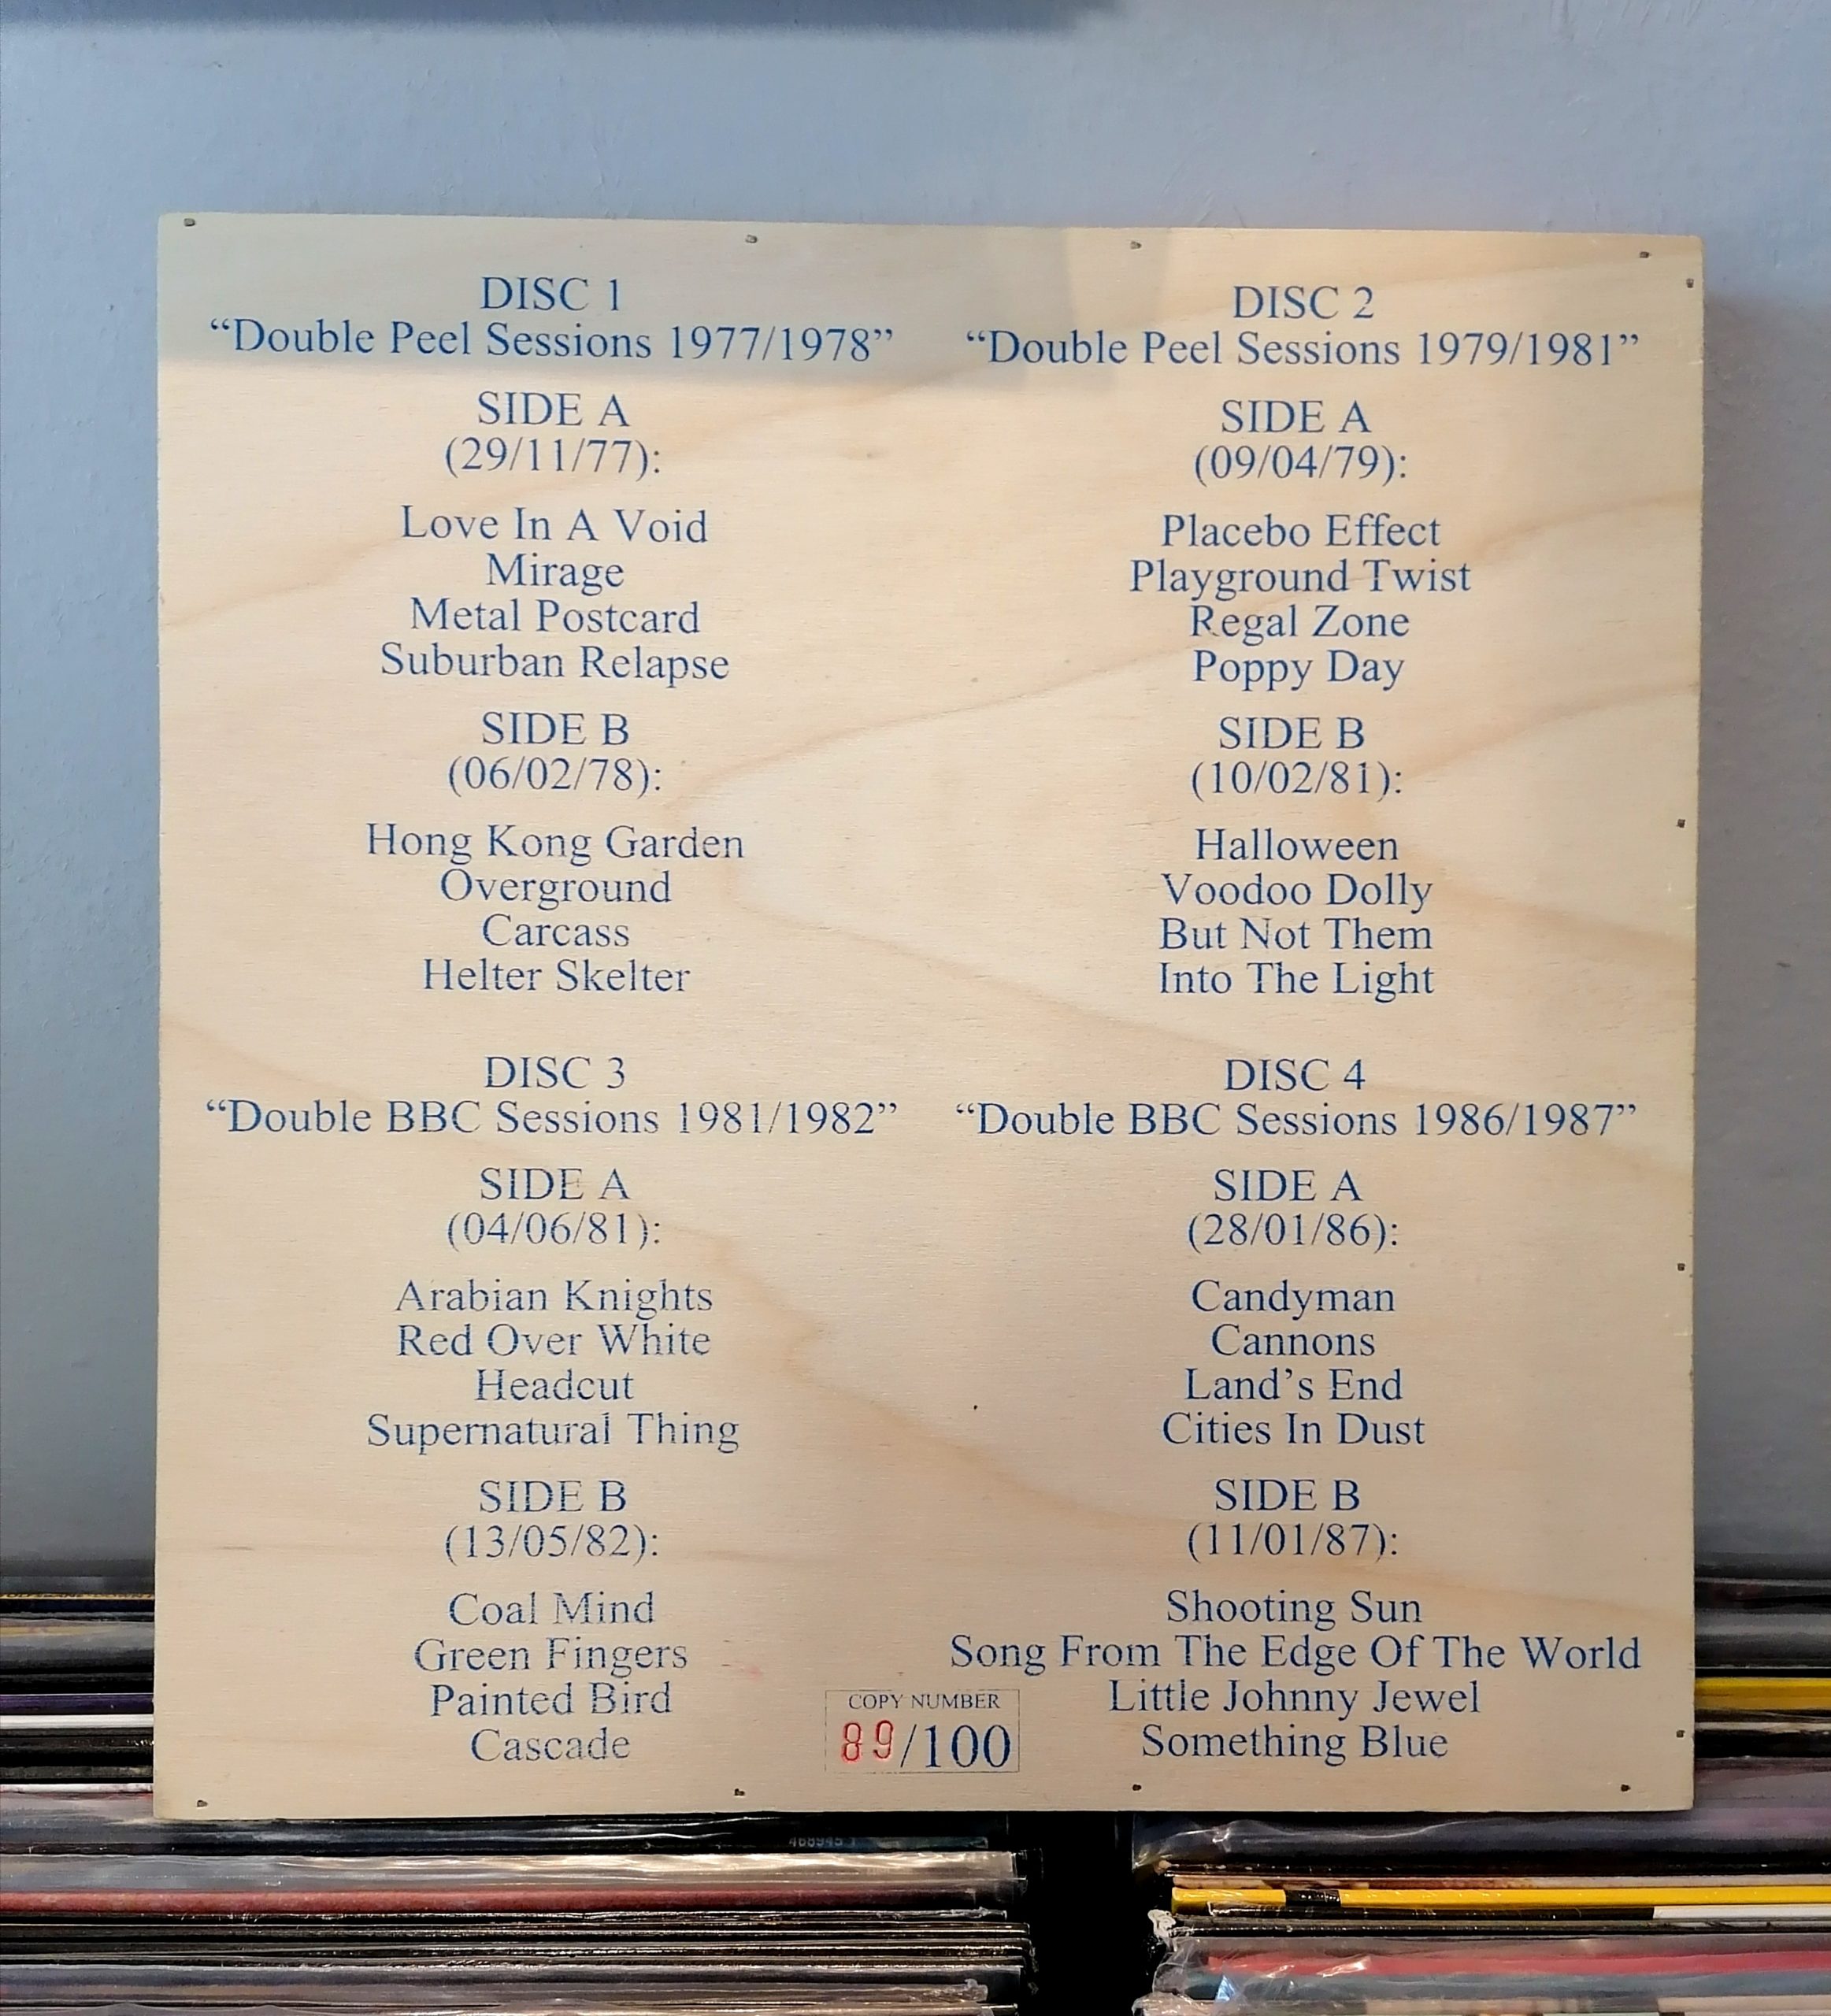 DISC 1
“Double Peel Sessions 1977/1978”
SIDE A
(29/11/77):
Love In A Void
Mirage
Metal Postcard
Suburban Relapse
SIDE B
(06/02/78):
Hong Kong Garden
Overground
Carcass
Helter Skelter
DISC 2
“Double Peel Sessions 1979/1981”
SIDE A
(09/04/79):
Placebo Effect
Playground Twist
Regal Zone
Poppy Day
SIDE B
(10/02/81):
Halloween
Voodoo Dolly
But Not Them
Into The Light
DISC 3
“Double BBC Sessions 1981/1982”
SIDE A
(04/06/81):
Arabian Knights
Red Over White
Headcut
Supernatural Thing
SIDE B
(13/05/82):
Coal Mind
Green Fingers
Painted Bird
Cascade
DISC 4
“Double BBC Sessions 1986/1987”
SIDE A
(28/01/86):
Candyman
Cannons
Land’s End
Cities In Dust
SIDE B
(11/01/87):
Shooting Sun
Song From The Edge Of The World
Little Johnny Jewel
Something Blue
COPY NUMBER
89/100